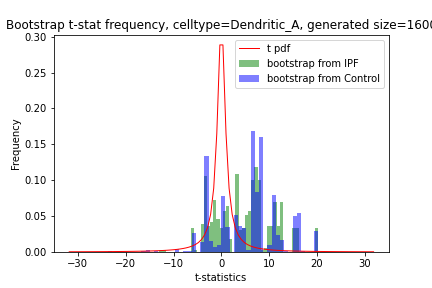 Bootstrap t-stat frequency, celltype=Dendritic_A, generated size=1600
0.30
0.25
0.20
0.15
0.10
0.05
0.00
Frequency
t pdf
bootstrap from IPF
bootstrap from Control
−30
−20
−10
0
10
20
30
t-statistics